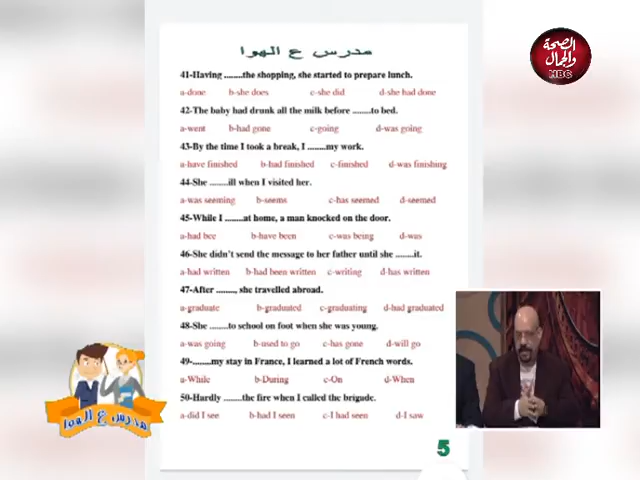 مدرس ع الهوا
41-Having ........the shopping, she started to prepare lunch.
a-done b-she does c-she did d-she had done
42-The baby had drunk all the milk before ........to bed.
a-went b-had gone c-going d-was going
43-By the time I took a break, I ........my work.
a-have finished b-had finished c-finished d-was finishing
44-She ........ill when I visited her.
a-was seeming b-seems c-has seemed d-seemed
45-While I ........at home, a man knocked on the door.
a-had bee b-have been c-was being d-was
46-She didn't send the message to her father until she ........it.
a-had written b-had been written c-writing d-has written
47-After ........, she travelled abroad.
a-graduate b-graduated c-graduating d-had graduated
48-She ........to school on foot when she was young.
a-was going b-used to go c-has gone d-will go
49-........my stay in France, I learned a lot of French words.
a-While b-During c-On d-When
50-Hardly ........the fire when I called the brigade.
a-did I see b-had I seen c-I had seen d-I saw
5
الصحة
والجمال
MBC
مدرس ع الهوا